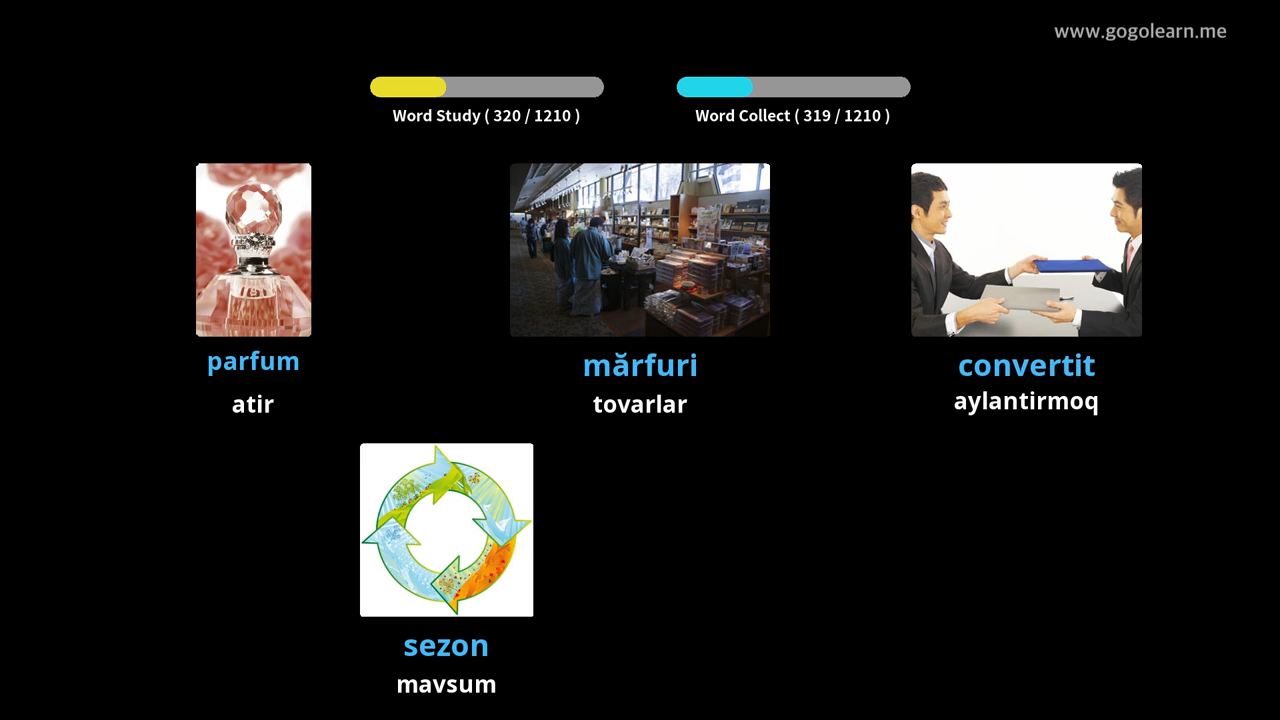 www.gogolearn.me
Word Study ( 320 / 1210 )
Word Collect ( 319 / 1210 )
parfum
atir
mărfuri
tovarlar
convertit
aylantirmoq
sezon
mavsum